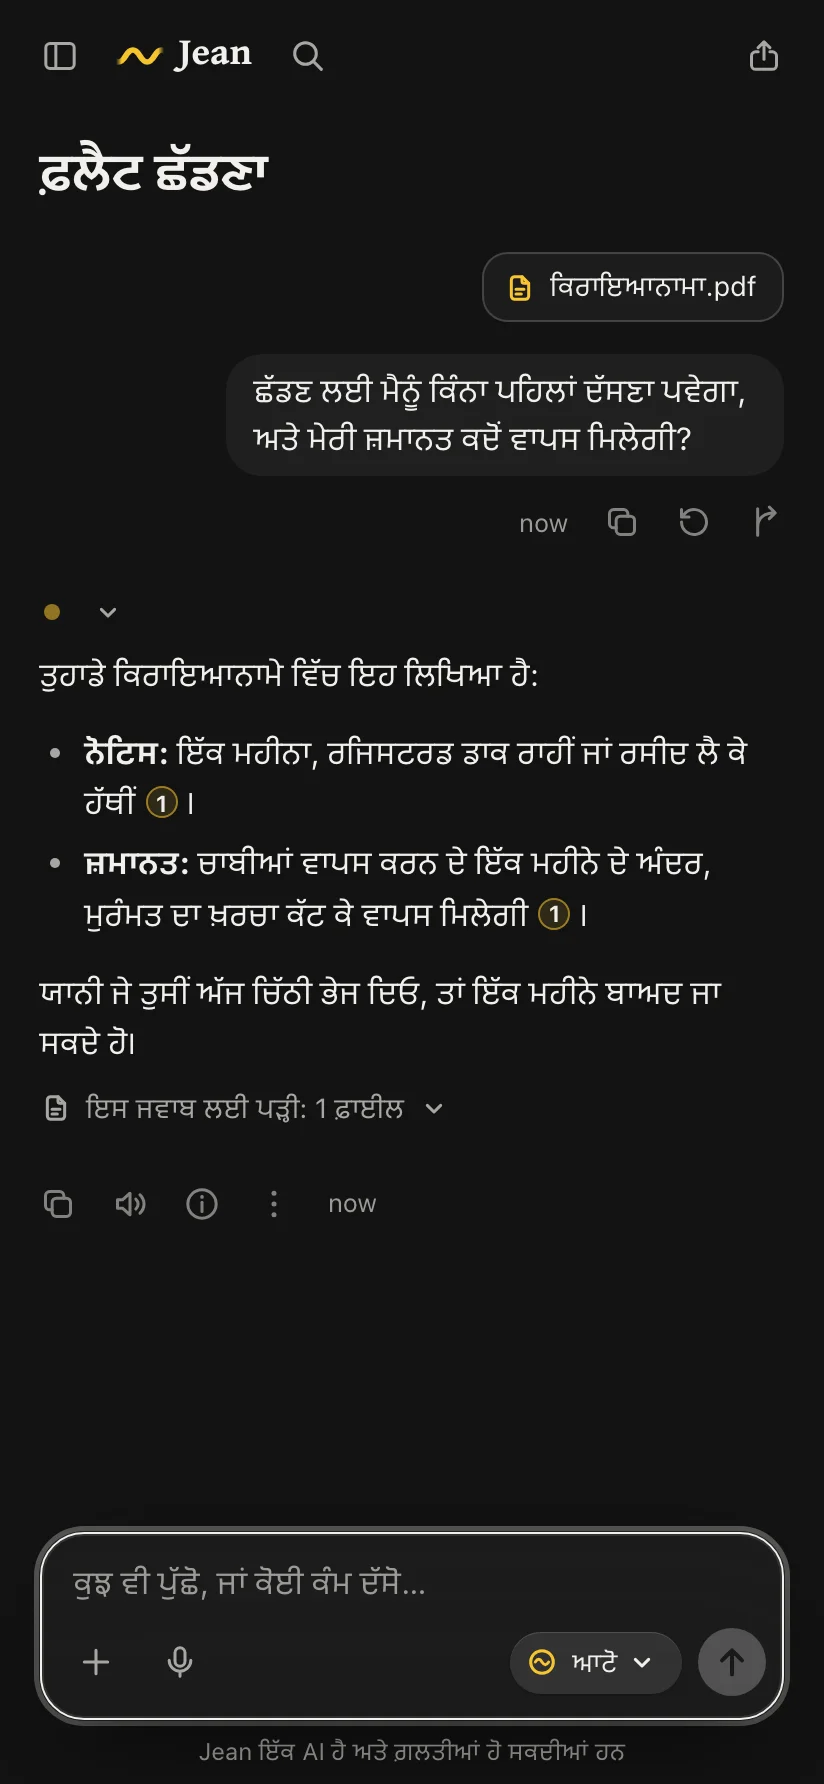 Jean
ਫ਼ਲੈਟ ਛੱਡਣਾ
ਕਿਰਾਇਆਨਾਮਾ.pdf
ਛੱਡਣ ਲਈ ਮੈਨੂੰ ਕਿੰਨਾ ਪਹਿਲਾਂ ਦੱਸਣਾ ਪਵੇਗਾ,
ਅਤੇ ਮੇਰੀ ਜ਼ਮਾਨਤ ਕਦੋਂ ਵਾਪਸ ਮਿਲੇਗੀ?
now
ਤੁਹਾਡੇ ਕਿਰਾਇਆਨਾਮੇ ਵਿੱਚ ਇਹ ਲਿਖਿਆ ਹੈ:
• ਨੋਟਿਸ: ਇੱਕ ਮਹੀਨਾ, ਰਜਿਸਟਰਡ ਡਾਕ ਰਾਹੀਂ ਜਾਂ ਰਸੀਦ ਲੈ ਕੇ
ਹੱਥੀਂ 1।
• ਜ਼ਮਾਨਤ: ਚਾਬੀਆਂ ਵਾਪਸ ਕਰਨ ਦੇ ਇੱਕ ਮਹੀਨੇ ਦੇ ਅੰਦਰ,
ਮੁਰੰਮਤ ਦਾ ਖ਼ਰਚਾ ਕੱਟ ਕੇ ਵਾਪਸ ਮਿਲੇਗੀ 1।
ਯਾਨੀ ਜੇ ਤੁਸੀਂ ਅੱਜ ਚਿੱਠੀ ਭੇਜ ਦਿਓ, ਤਾਂ ਇੱਕ ਮਹੀਨੇ ਬਾਅਦ ਜਾ
ਸਕਦੇ ਹੋ।
ਇਸ ਜਵਾਬ ਲਈ ਪੜ੍ਹੀ: 1 ਫ਼ਾਈਲ
now
ਕੁਝ ਵੀ ਪੁੱਛੋ, ਜਾਂ ਕੋਈ ਕੰਮ ਦੱਸੋ...
ਆਟੋ
Jean ਇੱਕ AI ਹੈ ਅਤੇ ਗ਼ਲਤੀਆਂ ਹੋ ਸਕਦੀਆਂ ਹਨ